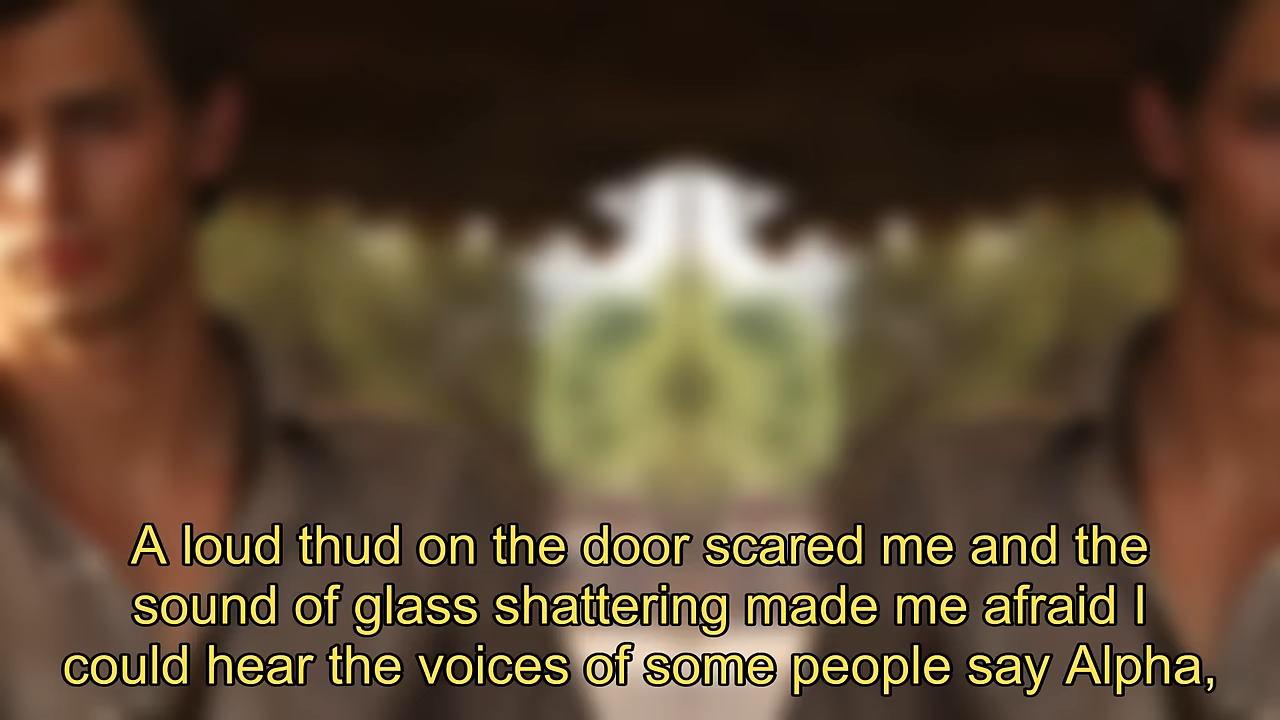 A loud thud on the door scared me and the
sound of glass shattering made me afraid I
could hear the voices of some people say Alpha,